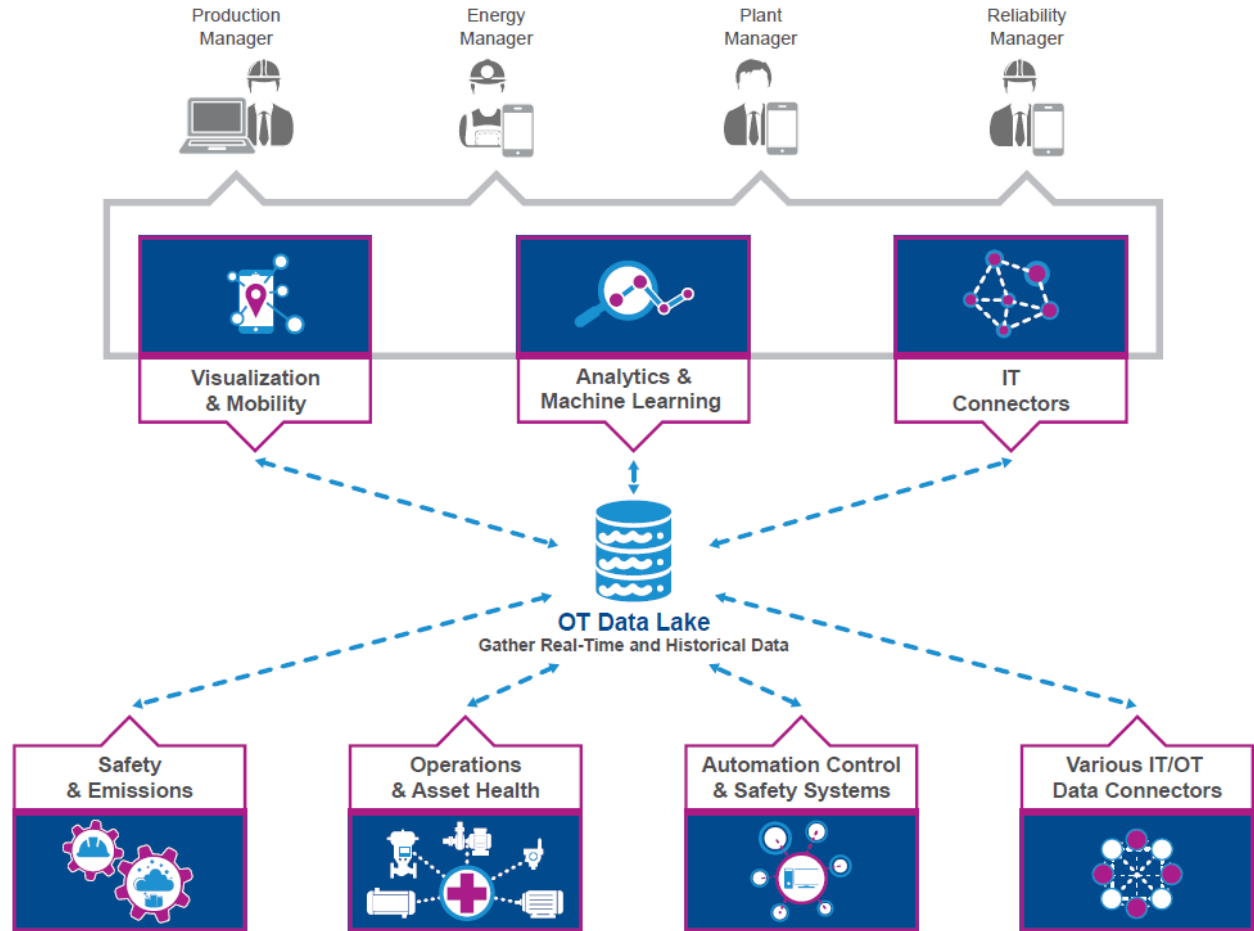 Production
Manager
Energy
Manager
Plant
Manager
Reliability
Manager
Visualization
& Mobility
Analytics &
Machine Learning
IT
Connectors
OT Data Lake
Gather Real-Time and Historical Data
Safety
& Emissions
Operations
& Asset Health
Automation Control
& Safety Systems
Various IT/OT
Data Connectors